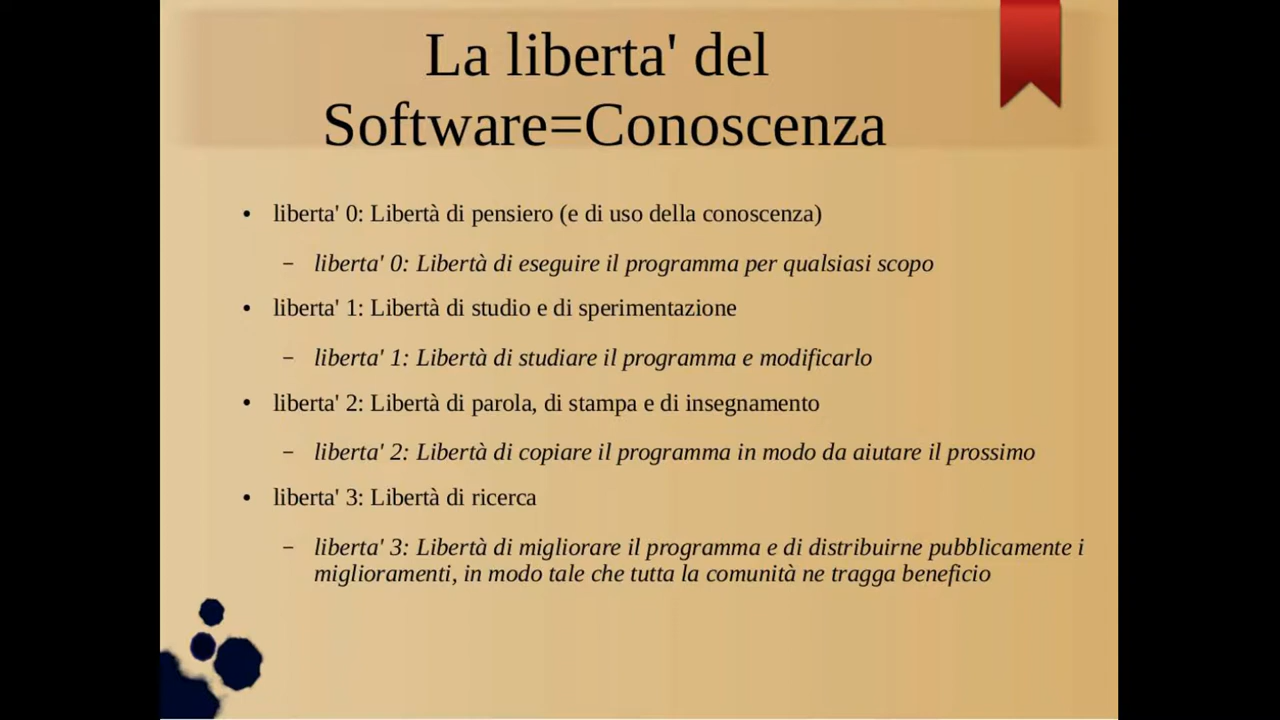 La liberta' del
Software=Conoscenza
• liberta' 0: Libertà di pensiero (e di uso della conoscenza)
– liberta' 0: Libertà di eseguire il programma per qualsiasi scopo
• liberta' 1: Libertà di studio e di sperimentazione
– liberta' 1: Libertà di studiare il programma e modificarlo
• liberta' 2: Libertà di parola, di stampa e di insegnamento
– liberta' 2: Libertà di copiare il programma in modo da aiutare il prossimo
• liberta' 3: Libertà di ricerca
– liberta' 3: Libertà di migliorare il programma e di distribuirne pubblicamente i
miglioramenti, in modo tale che tutta la comunità ne tragga beneficio